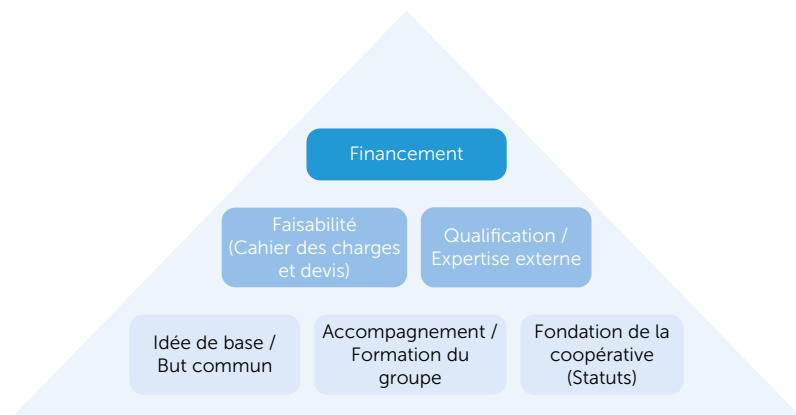 Financement
Faisabilité
(Cahier des charges
et devis)
Qualification /
Expertise externe
Idée de base /
But commun
Accompagnement /
Formation du
groupe
Fondation de la
coopérative
(Statuts)